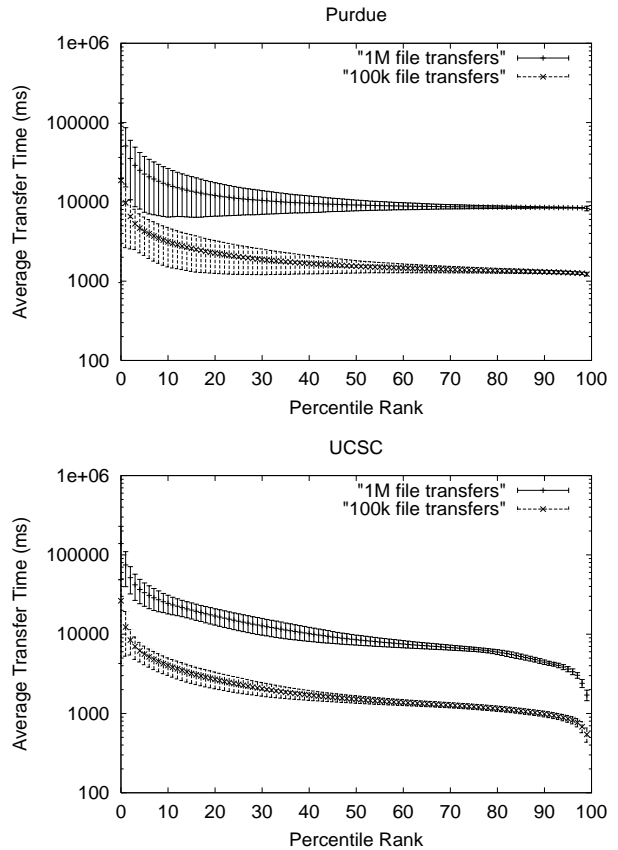 Purdue
1e+06
100000
10000
1000
100
Average Transfer Time (ms)
"1M file transfers"
"100k file transfers"
0 10 20 30 40 50 60 70 80 90 100
Percentile Rank
UCSC
1e+06
100000
10000
1000
100
Average Transfer Time (ms)
"1M file transfers"
"100k file transfers"
0 10 20 30 40 50 60 70 80 90 100
Percentile Rank